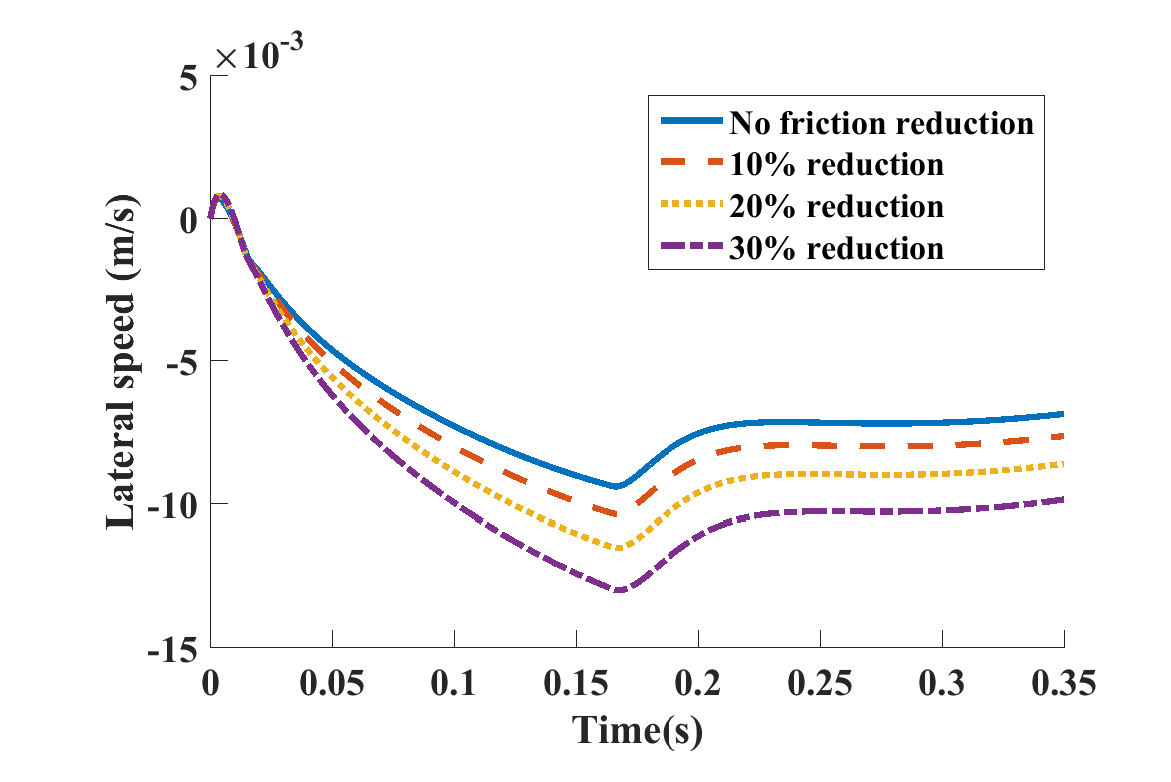 ×10-3
5
0
-5
-10
-15
Lateral speed (m/s)
No friction reduction
10% reduction
20% reduction
30% reduction
0 0.05 0.1 0.15 0.2 0.25 0.3 0.35
Time(s)